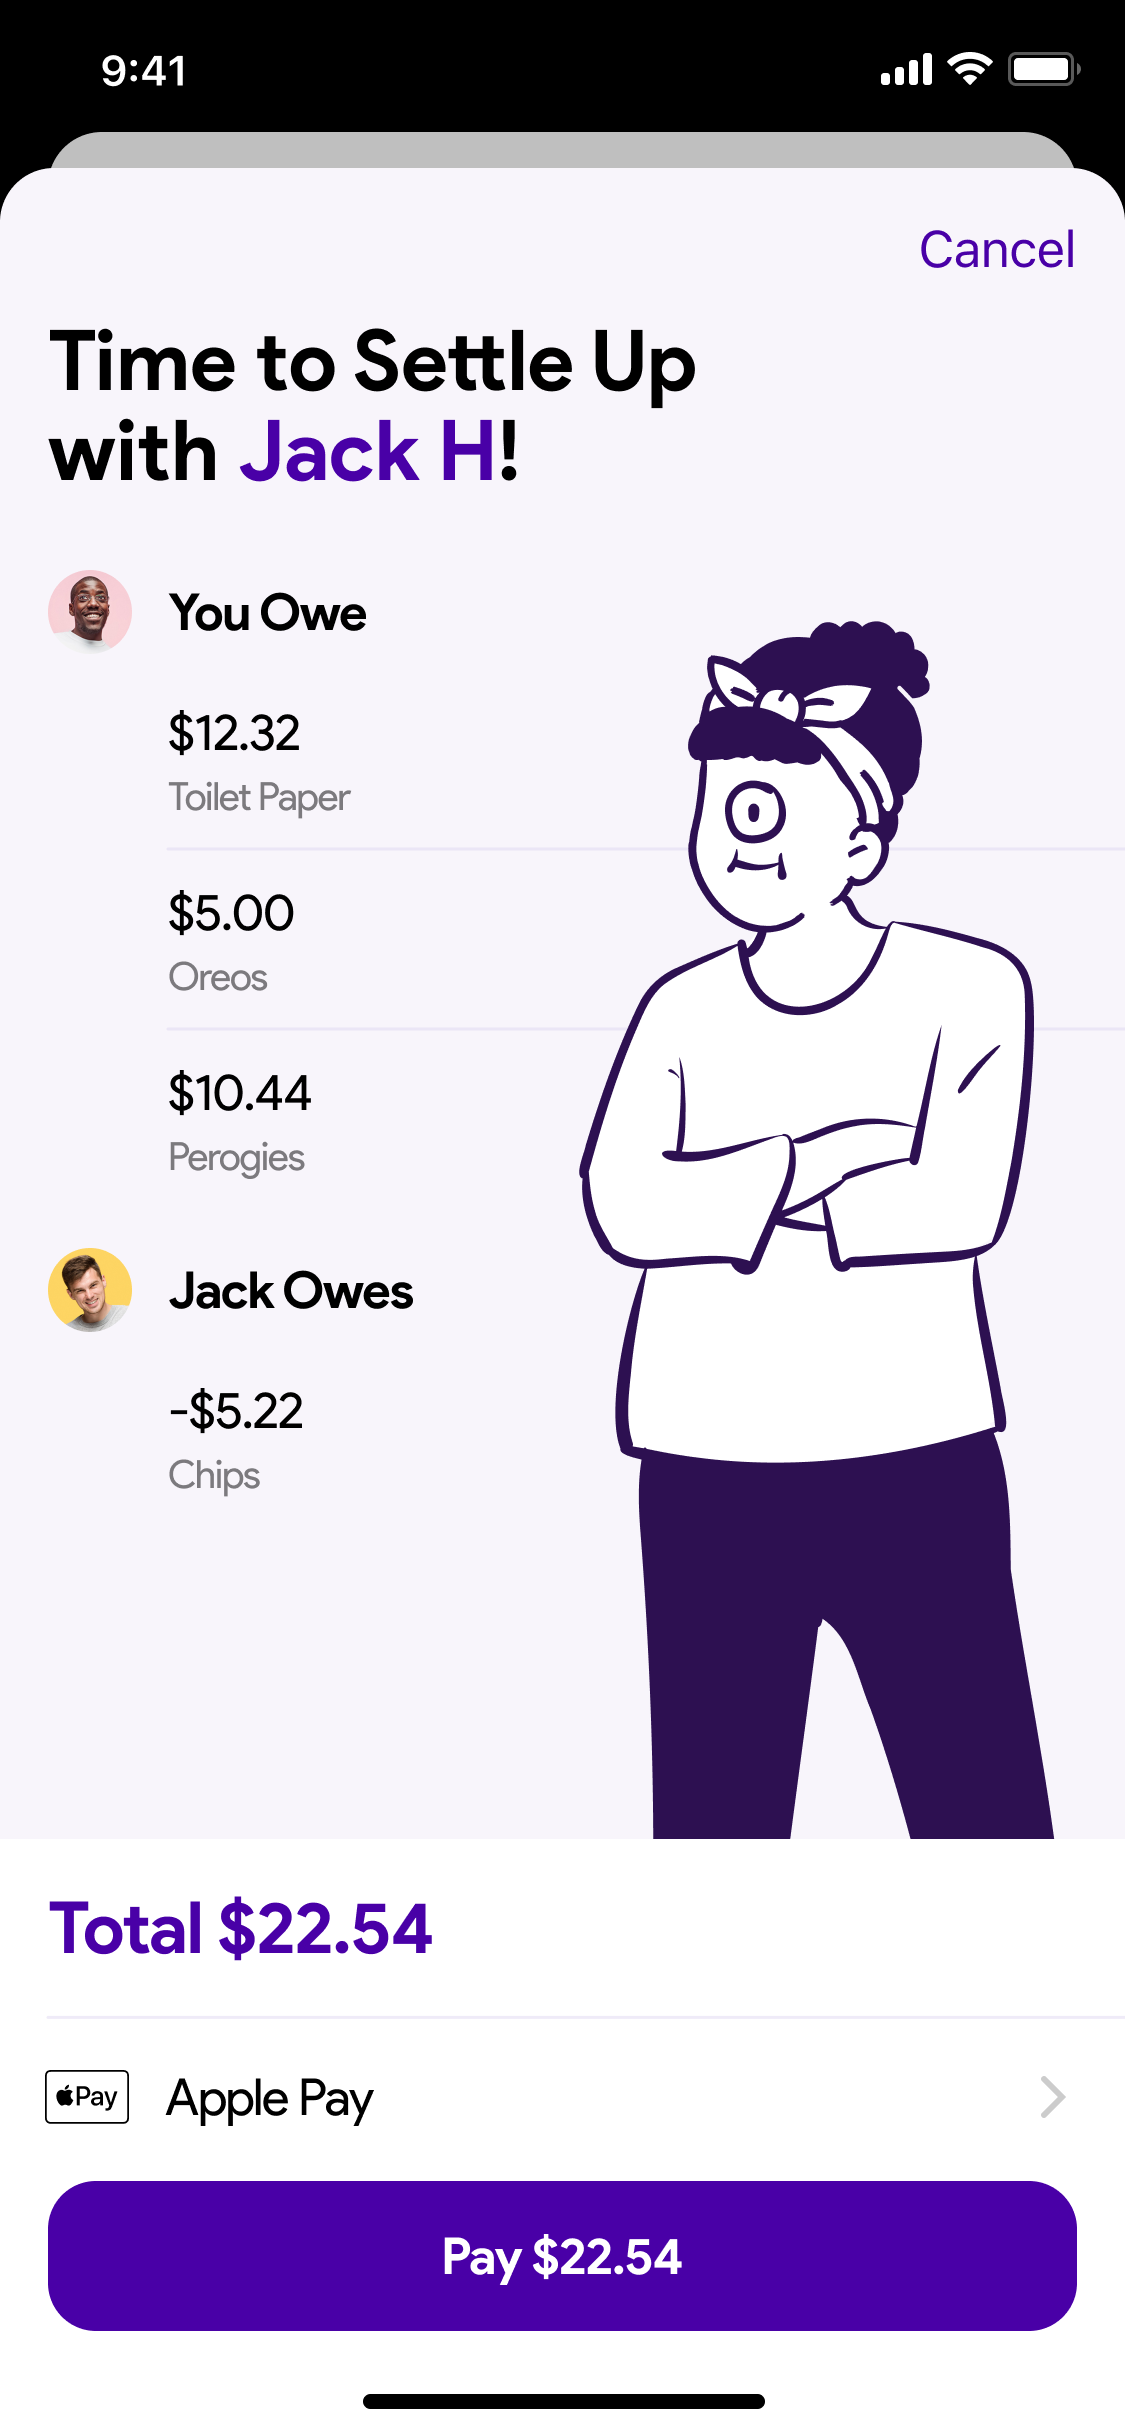 9:41
Cancel
Time to Settle Up
with Jack H!
You Owe
$12.32
Toilet Paper
$5.00
Oreos
$10.44
Perogies
Jack Owes
-$5.22
Chips
Total $22.54
Pay Apple Pay
Pay $22.54